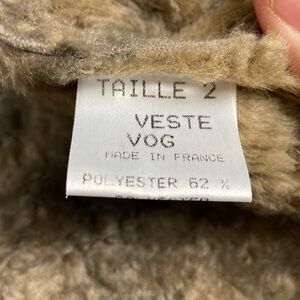 TAILLE 2
VESTE
VOG
MADE IN FRANCE
POLYESTER 62 %